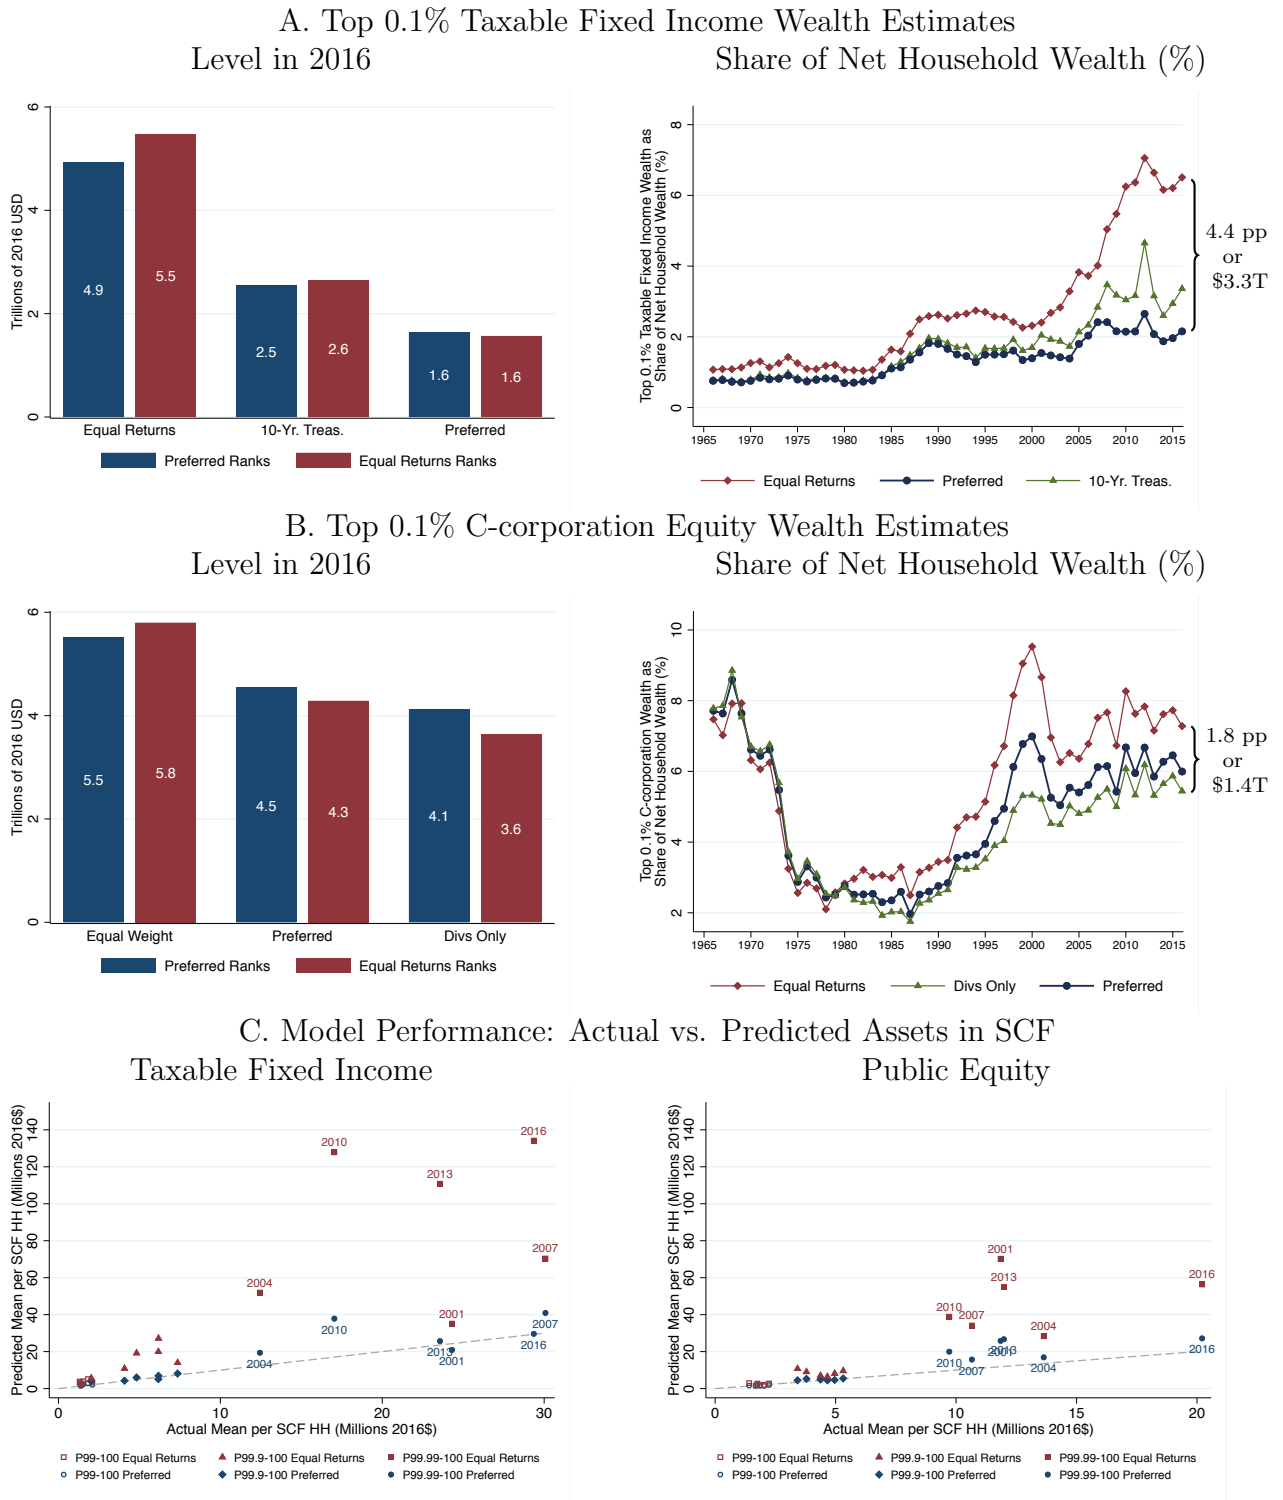 A. Top 0.1% Taxable Fixed Income Wealth Estimates
Level in 2016
Share of Net Household Wealth (%)
Trillions of 2016 USD
0
2
4
6
4.9
5.5
2.5
2.6
1.6
1.6
Equal Returns
10-Yr. Treas.
Preferred
Preferred Ranks
Equal Returns Ranks
Top 0.1% Taxable Fixed Income Wealth as
Share of Net Household Wealth (%)
0
2
4
6
8
1965
1970
1975
1980
1985
1990
1995
2000
2005
2010
2015
4.4 pp
or
$3.3T
Equal Returns
Preferred
10-Yr. Treas.
B. Top 0.1% C-corporation Equity Wealth Estimates
Level in 2016
Share of Net Household Wealth (%)
Trillions of 2016 USD
0
2
4
6
5.5
5.8
4.5
4.3
4.1
3.6
Equal Weight
Preferred
Divs Only
Preferred Ranks
Equal Returns Ranks
Top 0.1% C-corporation Wealth as
Share of Net Household Wealth (%)
2
4
6
8
10
1965
1970
1975
1980
1985
1990
1995
2000
2005
2010
2015
1.8 pp
or
$1.4T
Equal Returns
Divs Only
Preferred
C. Model Performance: Actual vs. Predicted Assets in SCF
Taxable Fixed Income
Public Equity
Predicted Mean per SCF HH (Millions 2016$)
0
20
40
60
80
100
120
140
2016
2010
2013
2007
2004
2001
2010
2007
2016
2013
2001
2004
0
10
20
30
Actual Mean per SCF HH (Millions 2016$)
P99-100 Equal Returns
P99.9-100 Equal Returns
P99.99-100 Equal Returns
P99-100 Preferred
P99.9-100 Preferred
P99.99-100 Preferred
Predicted Mean per SCF HH (Millions 2016$)
0
20
40
60
80
100
120
140
2001
2013
2016
2010
2007
2004
2001
2013
2016
2010
2007
2004
0
5
10
15
20
Actual Mean per SCF HH (Millions 2016$)
P99-100 Equal Returns
P99.9-100 Equal Returns
P99.99-100 Equal Returns
P99-100 Preferred
P99.9-100 Preferred
P99.99-100 Preferred